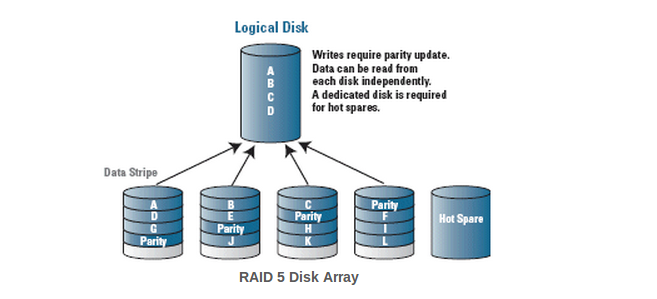 Logical Disk
A
B
C
D
Writes require parity update.
Data can be read from
each disk independently.
A dedicated disk is required
for hot spares.
Data Stripe
A
D
G
Parity
B
E
Parity
J
C
Parity
H
K
Parity
F
I
L
Hot Spare
RAID 5 Disk Array